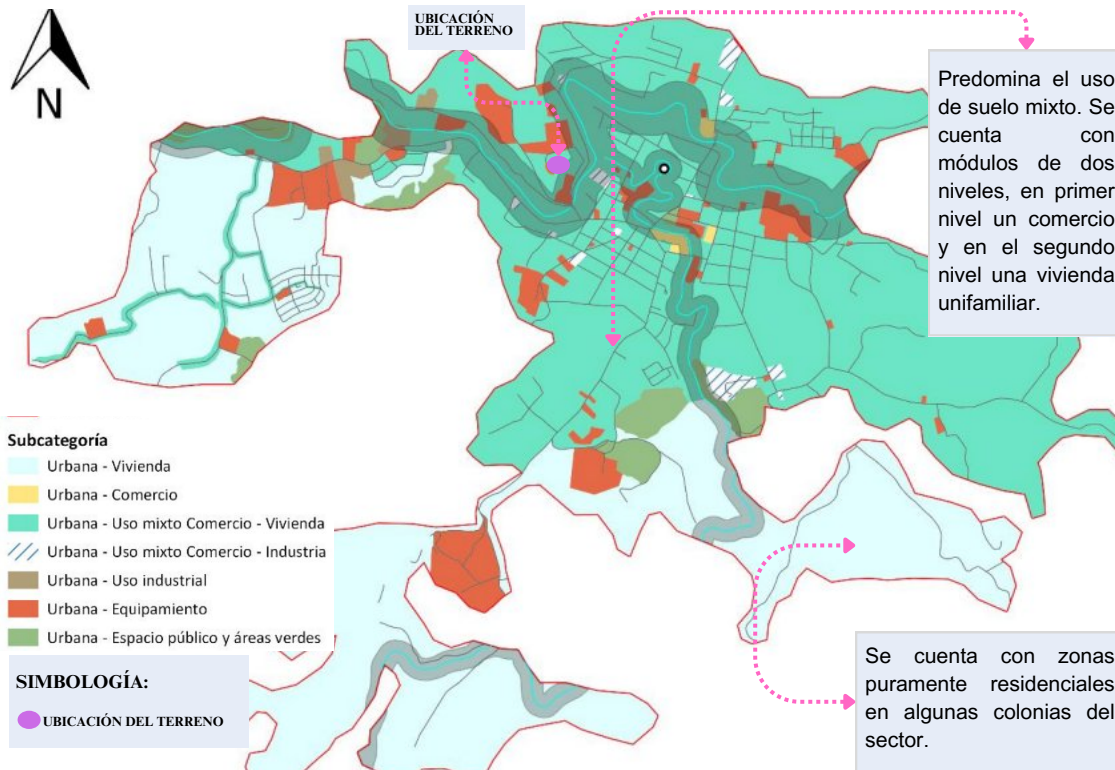 UBICACIÓN
DEL TERRENO
N
Predomina el uso
de suelo mixto. Se
cuenta con
módulos de dos
niveles, en primer
nivel un comercio
y en el segundo
nivel una vivienda
unifamiliar.
Subcategoría
Urbana - Vivienda
Urbana - Comercio
Urbana - Uso mixto Comercio - Vivienda
Urbana - Uso mixto Comercio - Industria
Urbana - Uso industrial
Urbana - Equipamiento
Urbana - Espacio público y áreas verdes
SIMBOLOGÍA:
UBICACIÓN DEL TERRENO
Se cuenta con zonas
puramente residenciales
en algunas colonias del
sector.